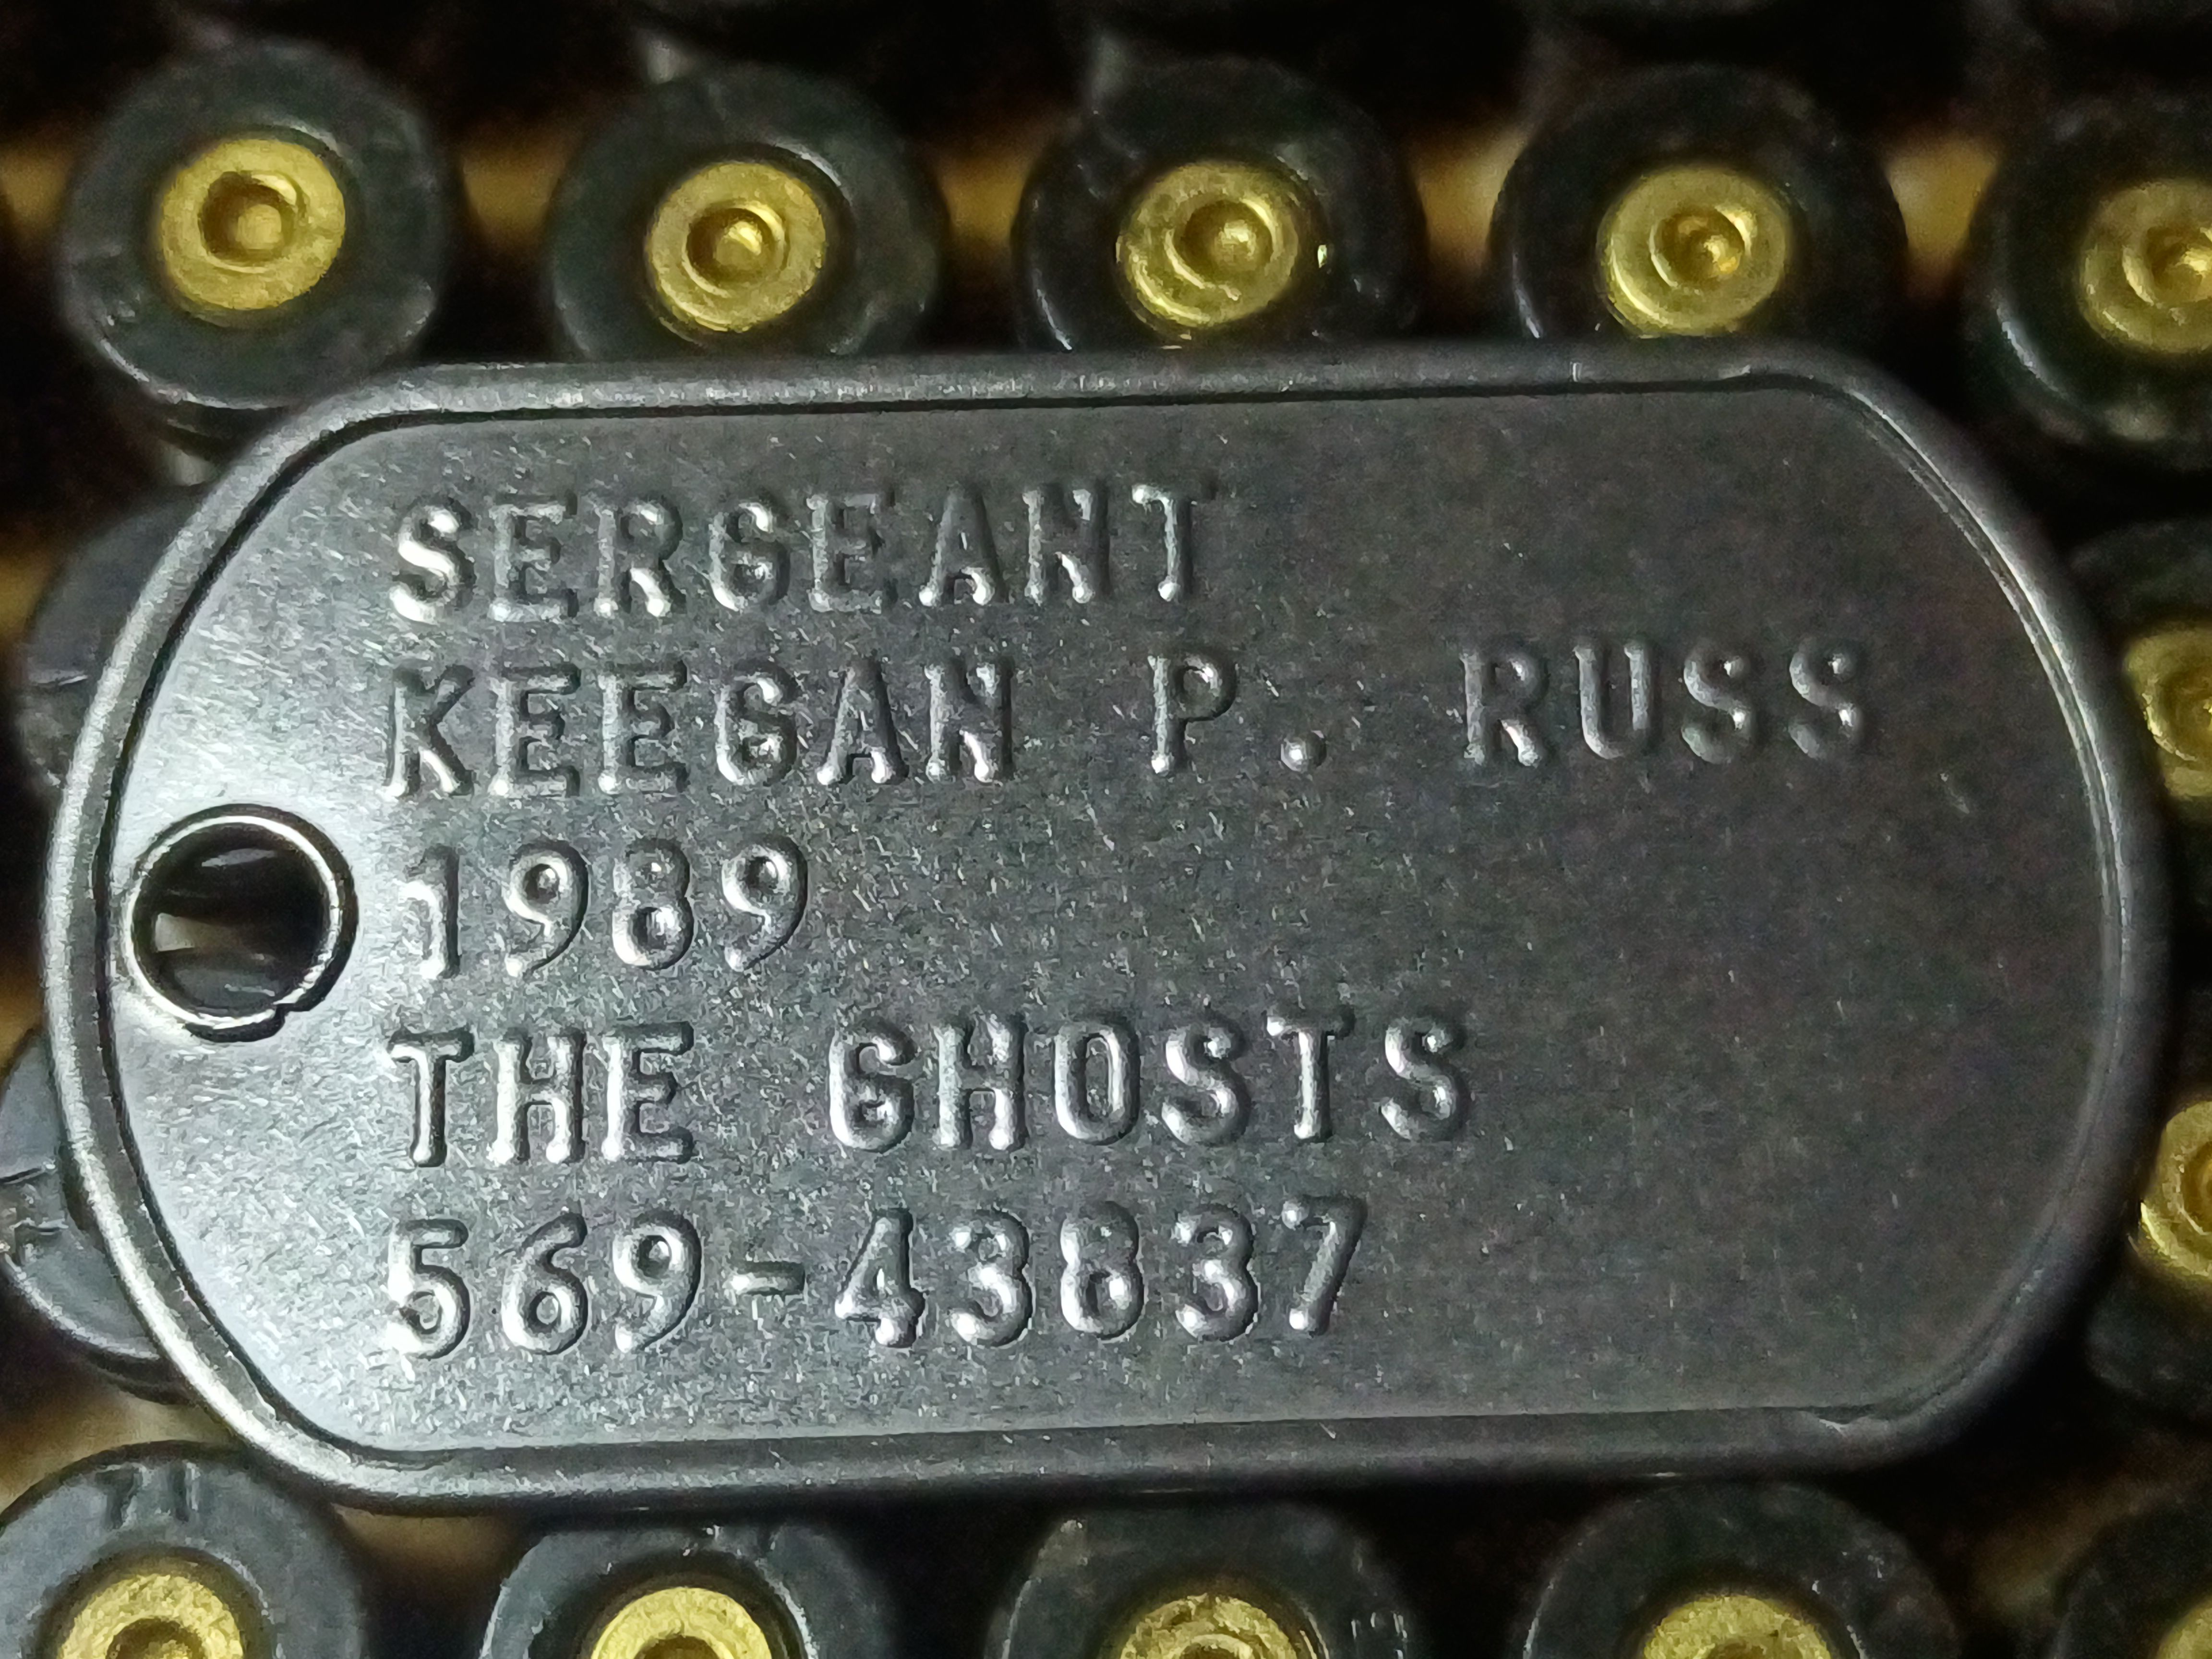 SERGEANT
KEEGAN P. RUSS
1989
THE GHOSTS
569-43837